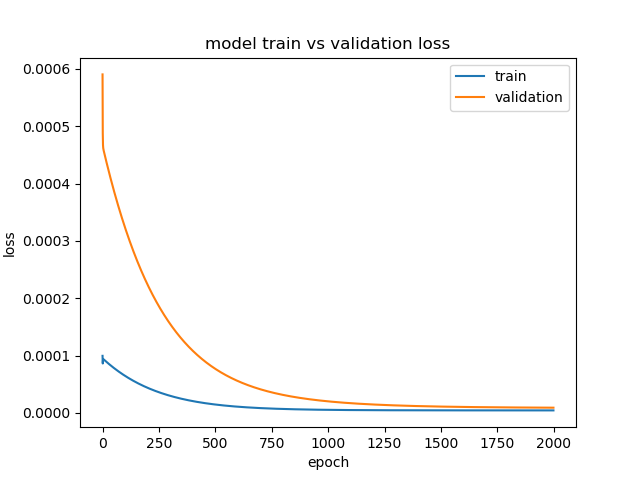 model train vs validation loss
train
validation
0.0006
0.0005
0.0004
0.0003
0.0002
0.0001
0.0000
loss
0 250 500 750 1000 1250 1500 1750 2000
epoch